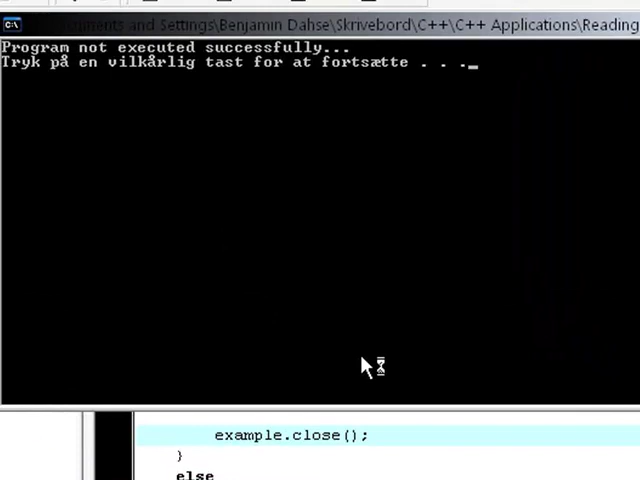 uments and Settings\Benjamin Dahse\Skrivebord\C++\C++ Applications\Reading
Program not executed successfully...
Tryk på en vilkårlig tast for at fortsætte . . ._
example.close();
}
else